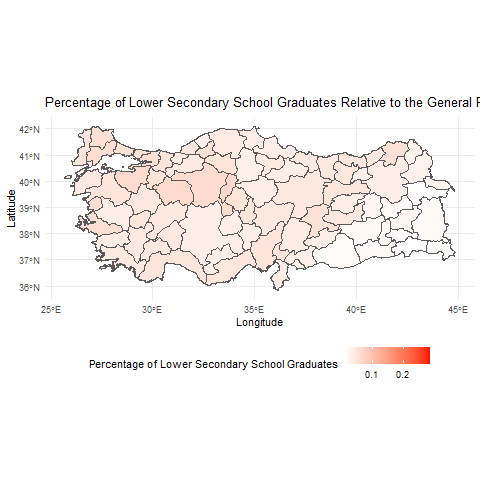 Percentage of Lower Secondary School Graduates Relative to the General
42°N
41°N
40°N
39°N
38°N
37°N
36°N
Latitude
25°E 30°E 35°E 40°E 45°E
Longitude
Percentage of Lower Secondary School Graduates
0.1 0.2